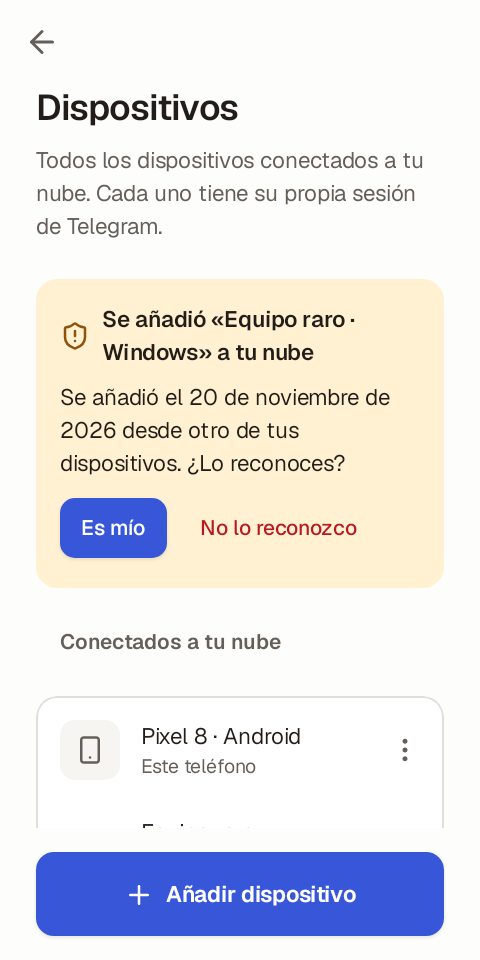 Dispositivos
Todos los dispositivos conectados a tu
nube. Cada uno tiene su propia sesión
de Telegram.
Se añadió «Equipo raro ·
Windows» a tu nube
Se añadió el 20 de noviembre de
2026 desde otro de tus
dispositivos. ¿Lo reconoces?
Es mío
No lo reconozco
Conectados a tu nube
Pixel 8 · Android
Este teléfono
Añadir dispositivo